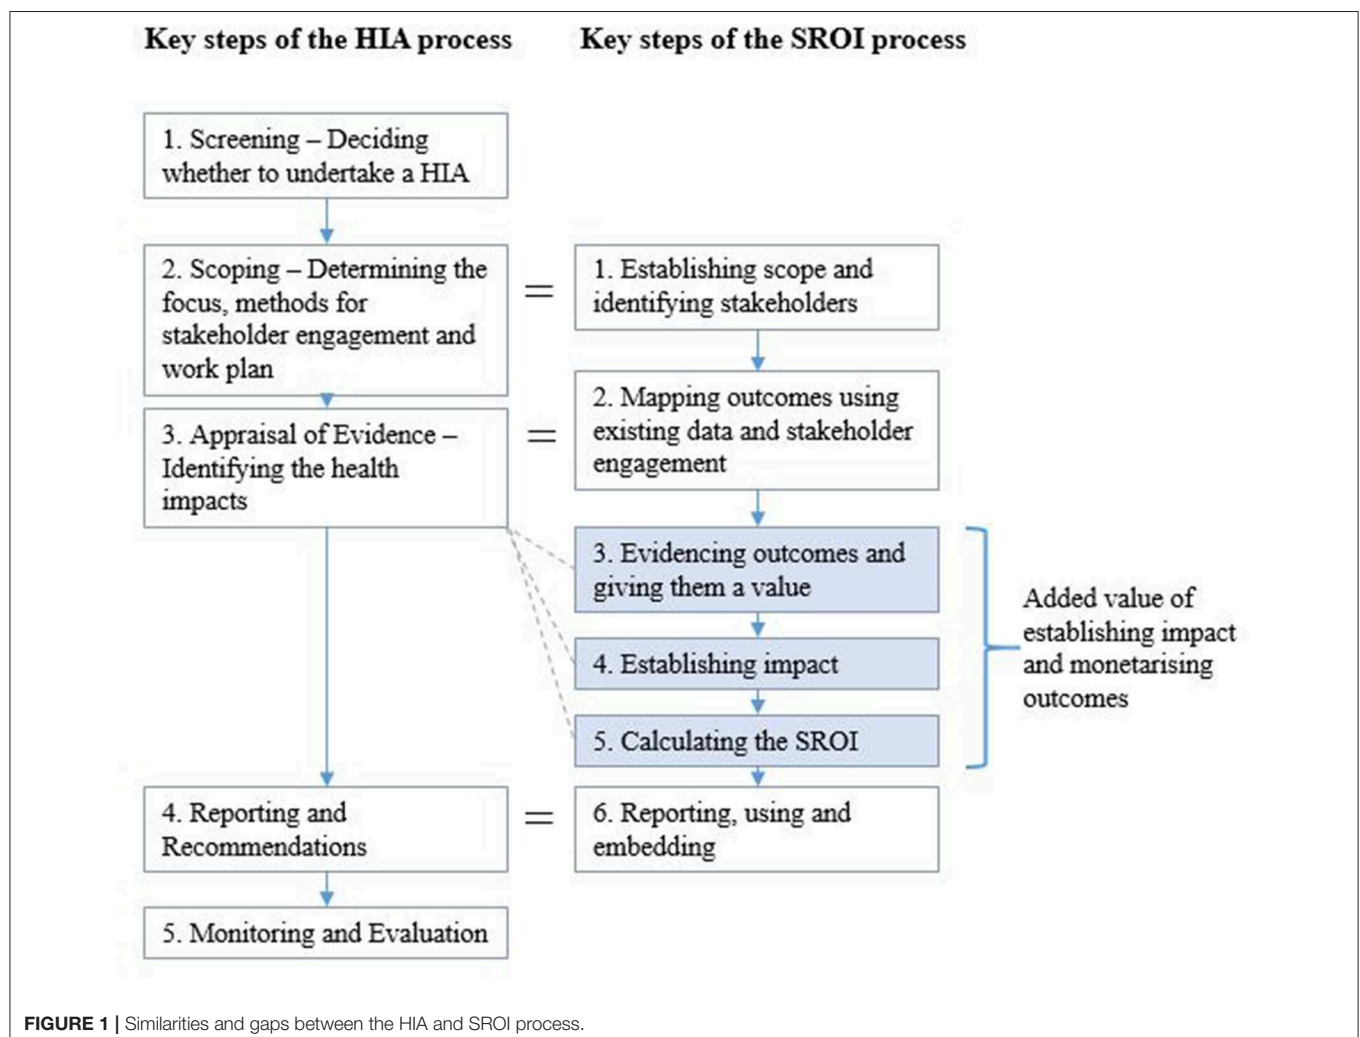 Key steps of the HIA process
Key steps of the SROI process
1. Screening – Deciding
whether to undertake a HIA
2. Scoping – Determining the
focus, methods for
stakeholder engagement and
work plan
=
1. Establishing scope and
identifying stakeholders
3. Appraisal of Evidence –
Identifying the health
impacts
=
2. Mapping outcomes using
existing data and stakeholder
engagement
3. Evidencing outcomes and
giving them a value
4. Establishing impact
5. Calculating the SROI
Added value of
establishing impact
and monetarising
outcomes
4. Reporting and
Recommendations
=
6. Reporting, using and
embedding
5. Monitoring and Evaluation
FIGURE 1 | Similarities and gaps between the HIA and SROI process.